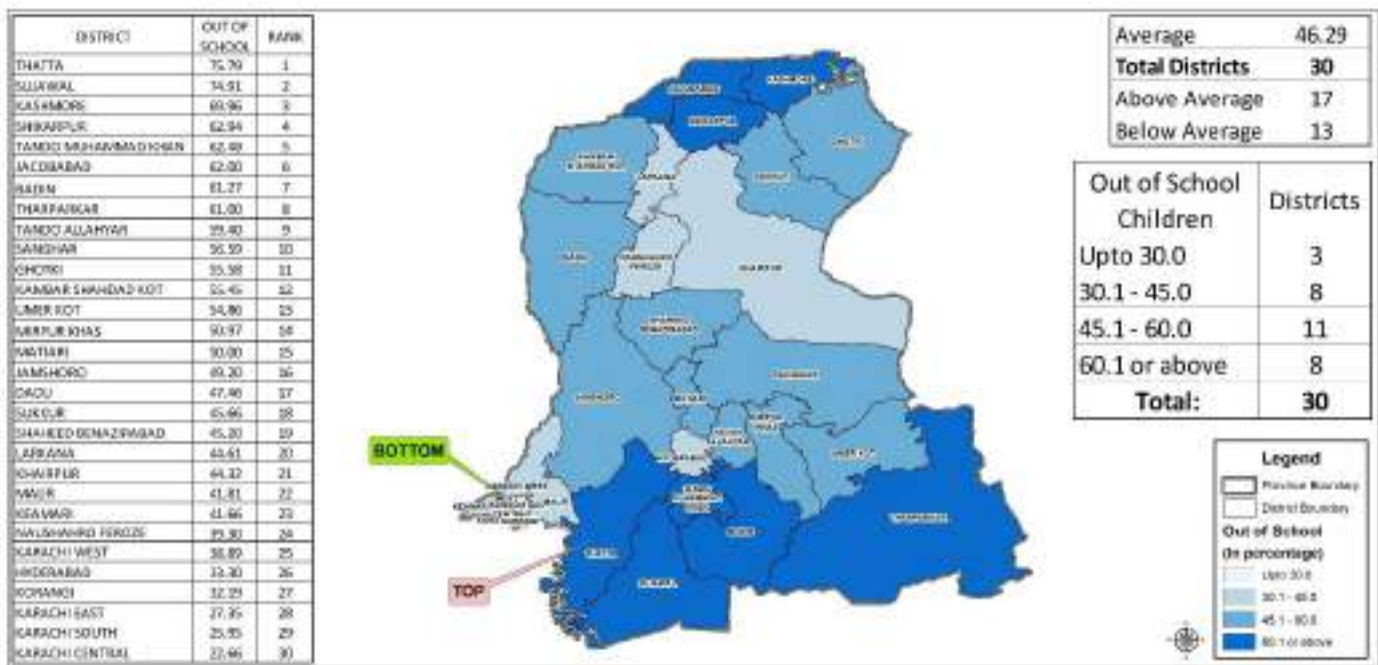 DISTRICT OUT OF SCHOOL RANK
THATTA 75.79 1
SUJAWAL 74.91 2
KASHMORE 69.96 3
SHIKARPUR 62.94 4
TANDO MUHAMMAD KHAN 62.48 5
JACOBABAD 62.00 6
BADIN 61.27 7
THARPARKAR 61.00 8
TANDO ALLAHYAR 59.40 9
SANGHAR 56.59 10
GHOTKI 55.58 11
KAMBAR SHAHDAD KOT 55.45 12
UMER KOT 54.86 13
MIRPUR KHAS 50.97 14
MATIARI 50.00 15
JAMSHORO 49.20 16
DADU 47.46 17
SUKKUR 45.66 18
SHAHEED BENAZIRABAD 45.20 19
LARKANA 44.61 20
KHAIRPUR 44.32 21
MALIR 41.81 22
KEAMARI 41.66 23
NAUSHAHRO FEROZE 39.30 24
KARACHI WEST 38.89 25
HYDERABAD 33.30 26
KORANGI 32.19 27
KARACHI EAST 27.35 28
KARACHI SOUTH 25.95 29
KARACHI CENTRAL 22.66 30
BOTTOM
TOP
Average 46.29
Total Districts 30
Above Average 17
Below Average 13
Out of School Children Districts
Upto 30.0 3
30.1 - 45.0 8
45.1 - 60.0 11
60.1 or above 8
Total: 30
Legend
Province Boundary
District Boundary
Out of School
(In percentage)
Upto 30.0
30.1 - 45.0
45.1 - 60.0
60.1 or above